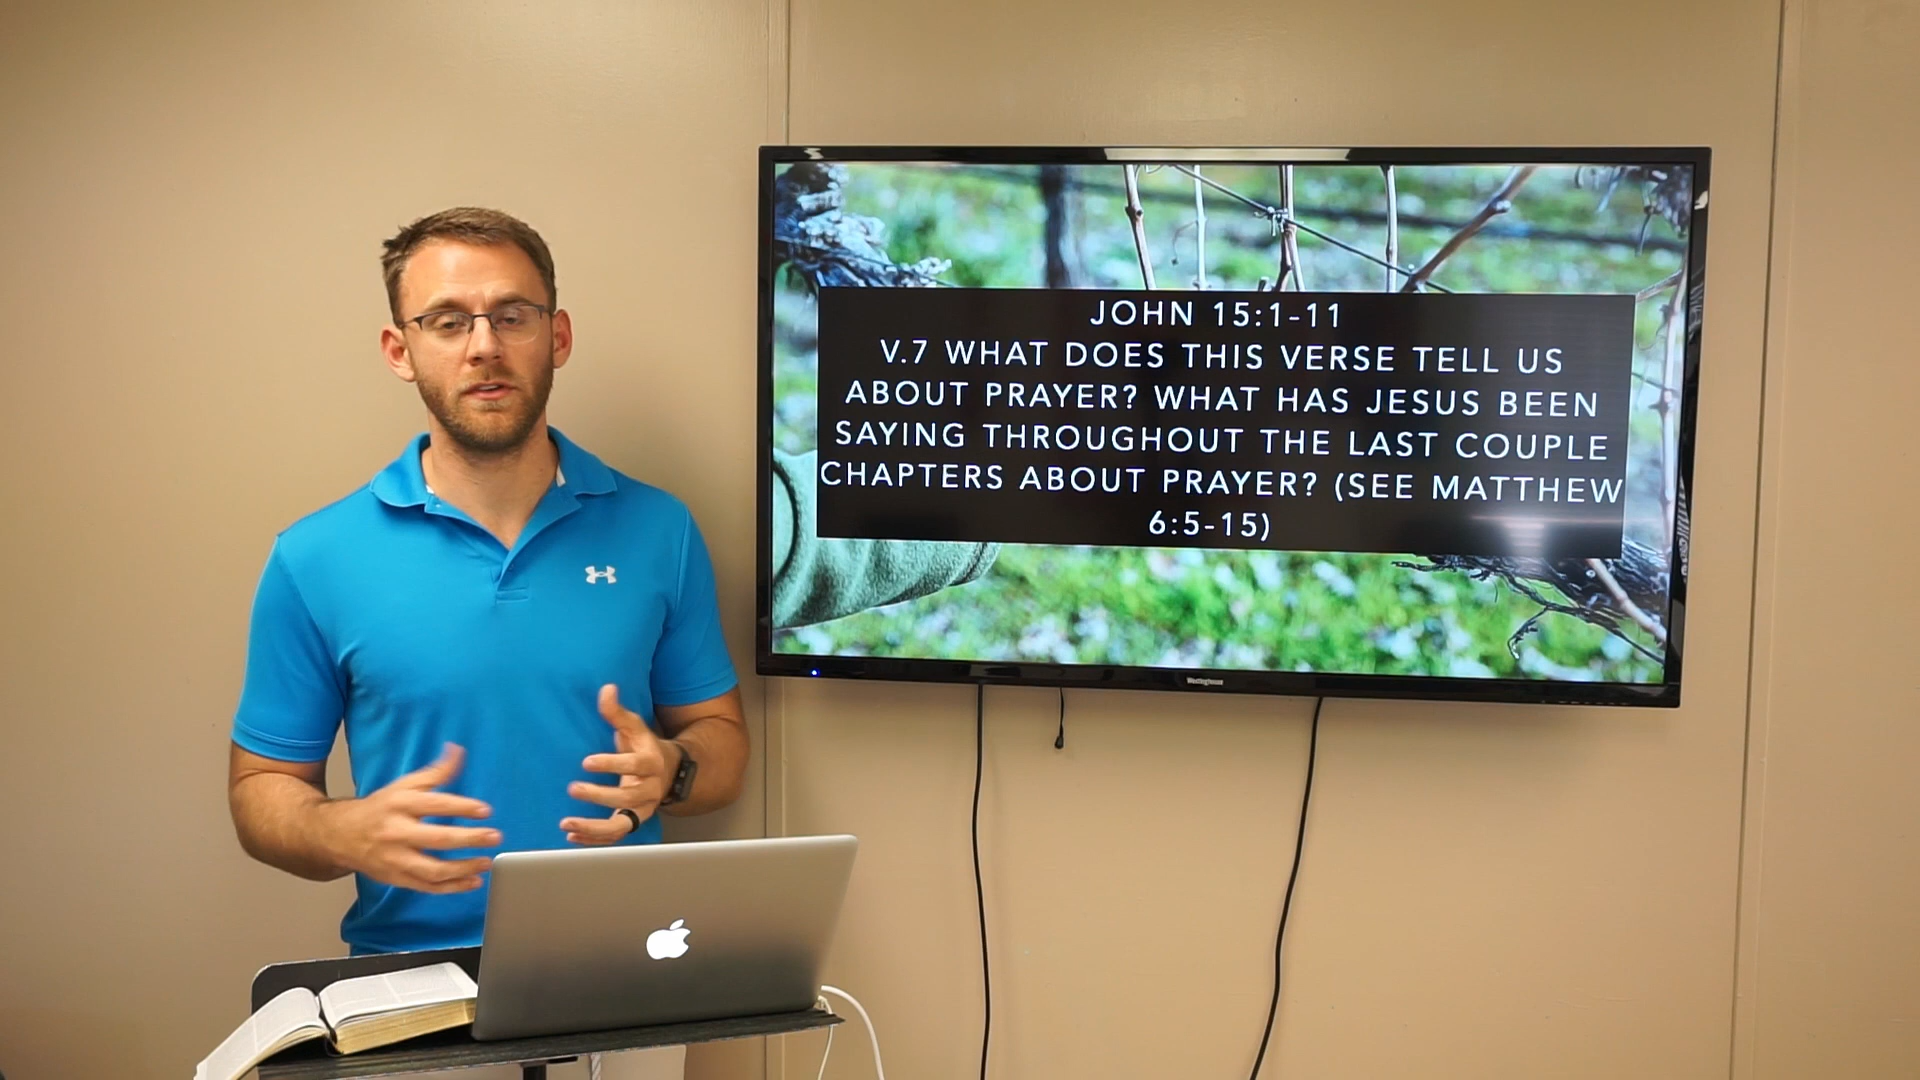 JOHN 15:1-11
V.7 WHAT DOES THIS VERSE TELL US
ABOUT PRAYER? WHAT HAS JESUS BEEN
SAYING THROUGHOUT THE LAST COUPLE
CHAPTERS ABOUT PRAYER? (SEE MATTHEW
6:5-15)
Westinghouse